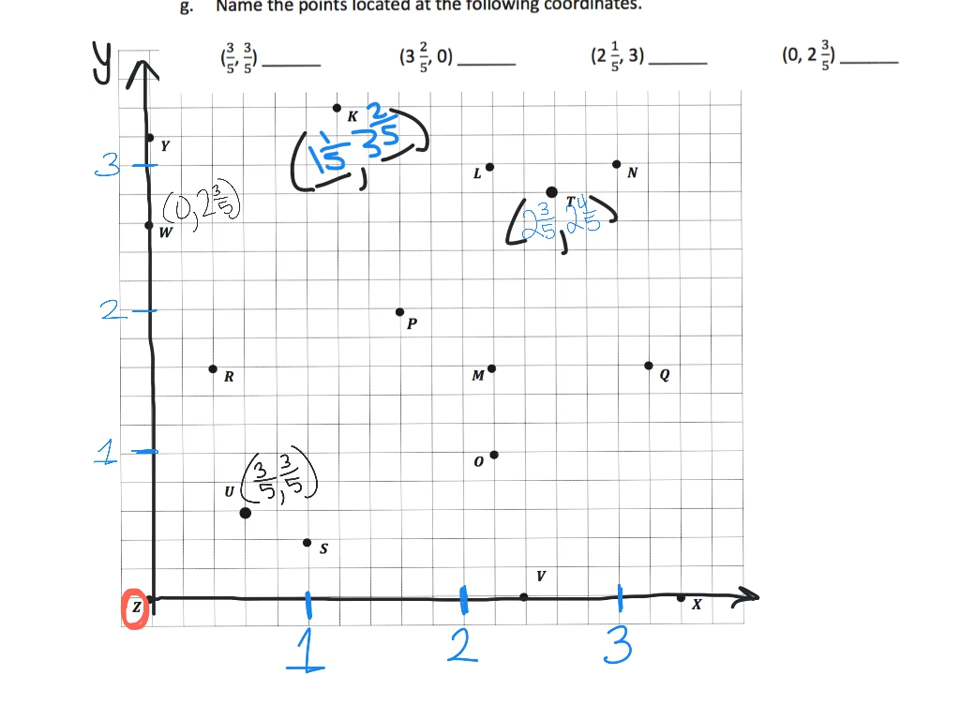 g. Name the points located at the following coordinates.
(3/5, 3/5)______ (3 2/5, 0)______ (2 1/5, 3)______ (0, 2 3/5)______
y
K
(1 1/5, 3 2/5)
Y
3
L
N
T
(0, 2 3/5)
(2 3/5, 2 4/5)
W
2
P
R
M
Q
1
O
(3/5, 3/5)
U
S
V
Z
X
1 2 3